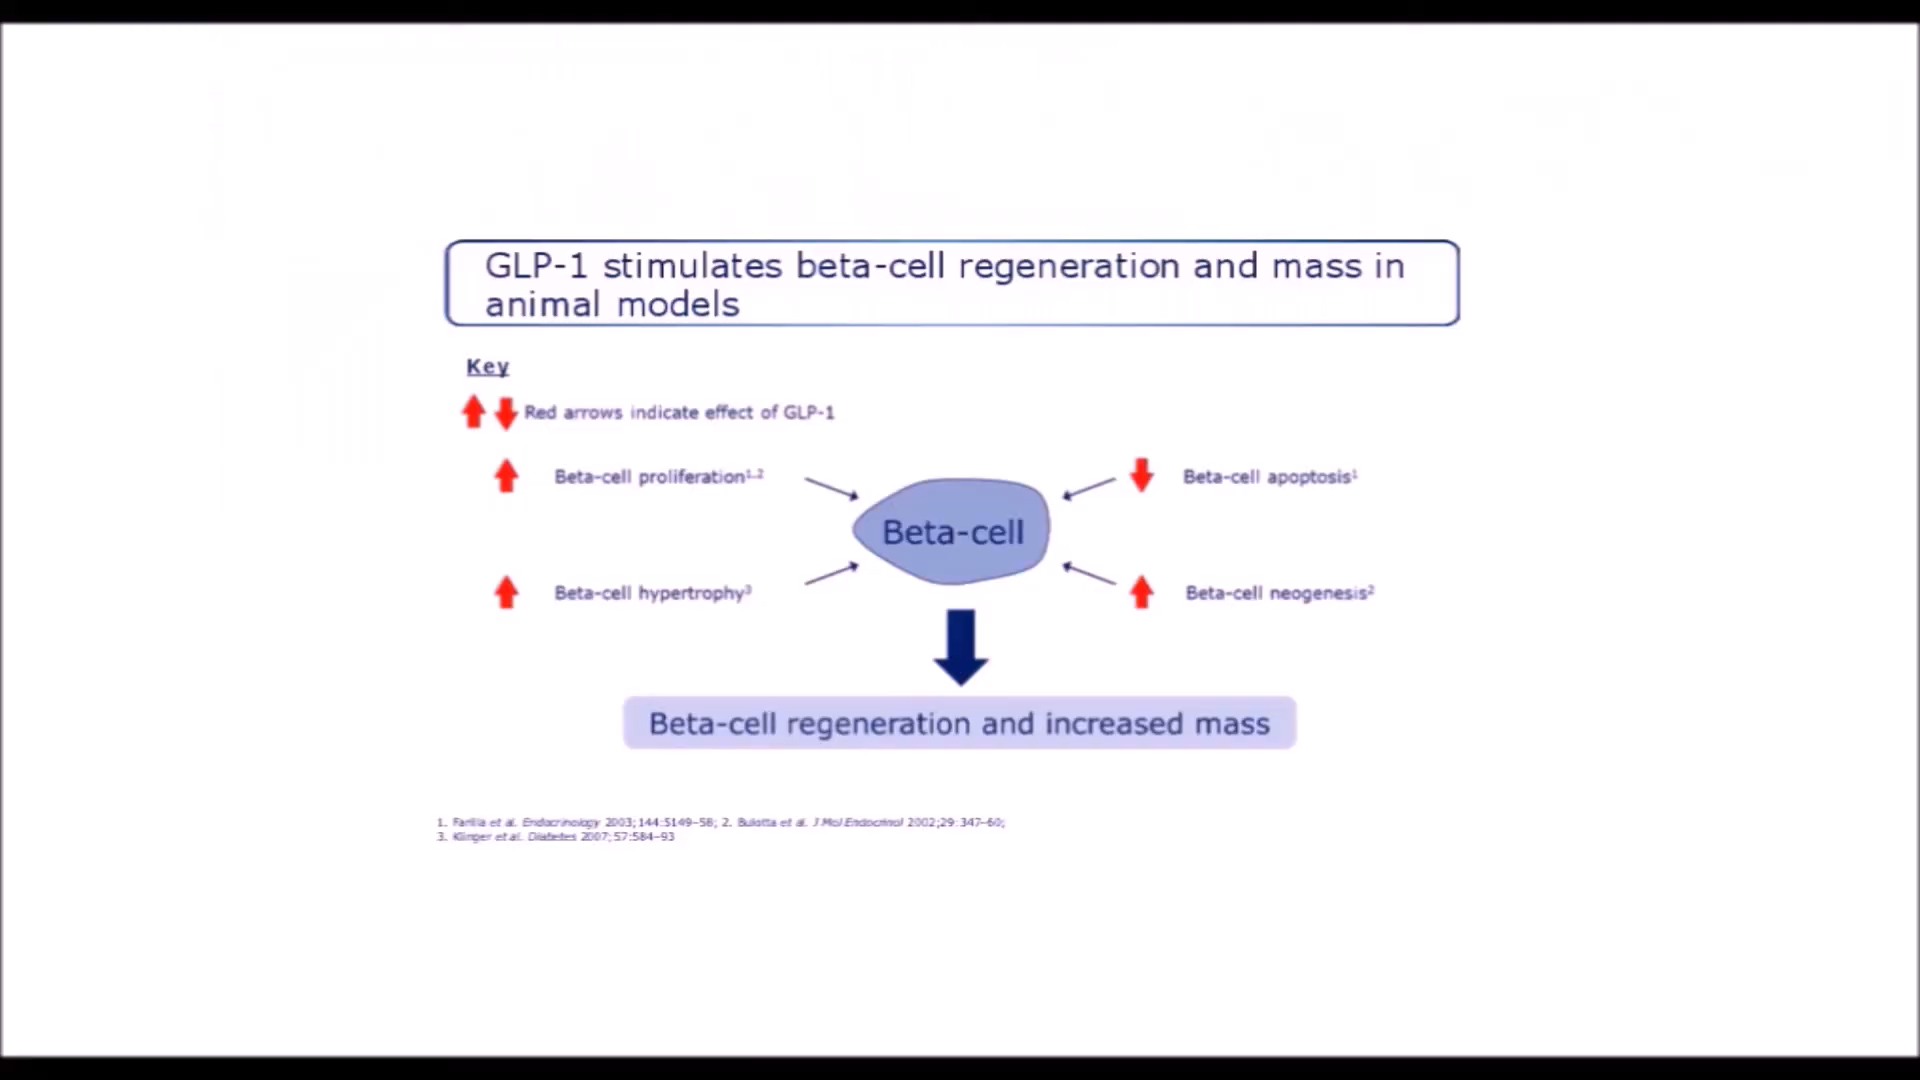 GLP-1 stimulates beta-cell regeneration and mass in
animal models
Key
Red arrows indicate effect of GLP-1
Beta-cell proliferation¹·²
Beta-cell apoptosis¹
Beta-cell
Beta-cell hypertrophy³
Beta-cell neogenesis²
Beta-cell regeneration and increased mass
1. Farilla et al. Endocrinology 2003;144:5149–58; 2. Bulotta et al. J Mol Endocrinol 2002;29:347–60;
3. Klinger et al. Diabetes 2007;57:584–93